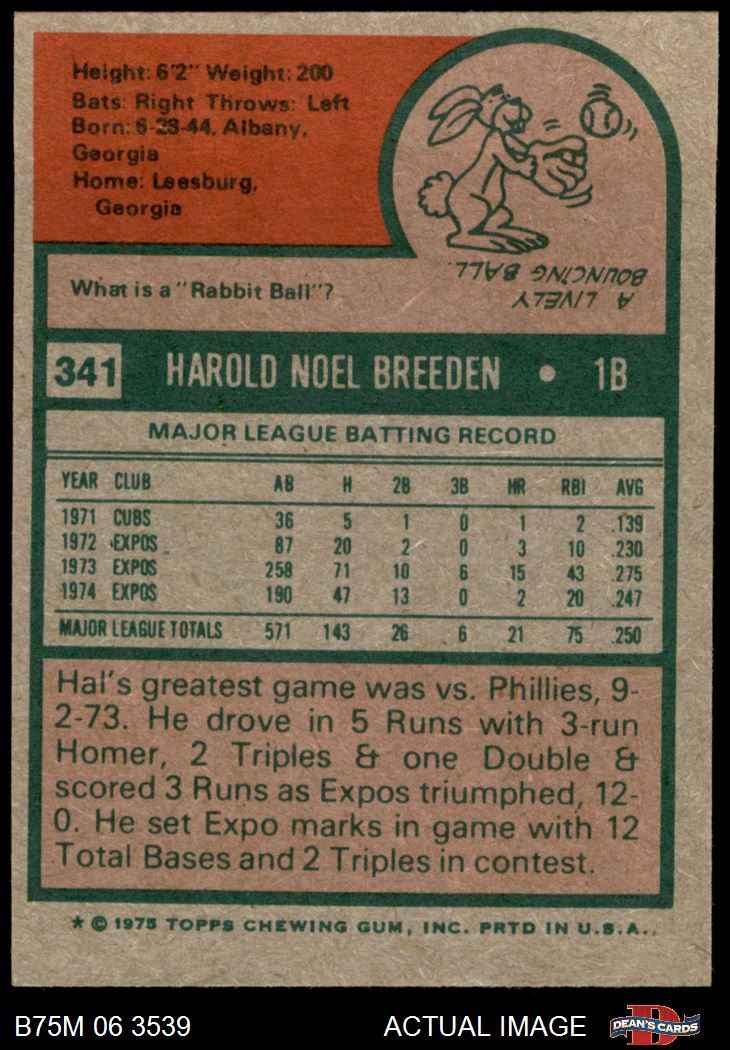 Height: 6'2" Weight: 200
Bats: Right Throws: Left
Born: 6-28-44, Albany,
Georgia
Home: Leesburg,
Georgia
What is a "Rabbit Ball"?
A LIVELY
BOUNCING BALL.
341 HAROLD NOEL BREEDEN • 1B
MAJOR LEAGUE BATTING RECORD
YEAR CLUB AB H 2B 3B HR RBI AVG
1971 CUBS 36 5 1 0 1 2 .139
1972 EXPOS 87 20 2 0 3 10 .230
1973 EXPOS 258 71 10 6 15 43 .275
1974 EXPOS 190 47 13 0 2 20 .247
MAJOR LEAGUE TOTALS 571 143 26 6 21 75 .250
Hal's greatest game was vs. Phillies, 9-
2-73. He drove in 5 Runs with 3-run
Homer, 2 Triples & one Double &
scored 3 Runs as Expos triumphed, 12-
0. He set Expo marks in game with 12
Total Bases and 2 Triples in contest.
* © 1975 TOPPS CHEWING GUM, INC. PRTD IN U.S.A.
B75M 06 3539 ACTUAL IMAGE
DEAN'S CARDS